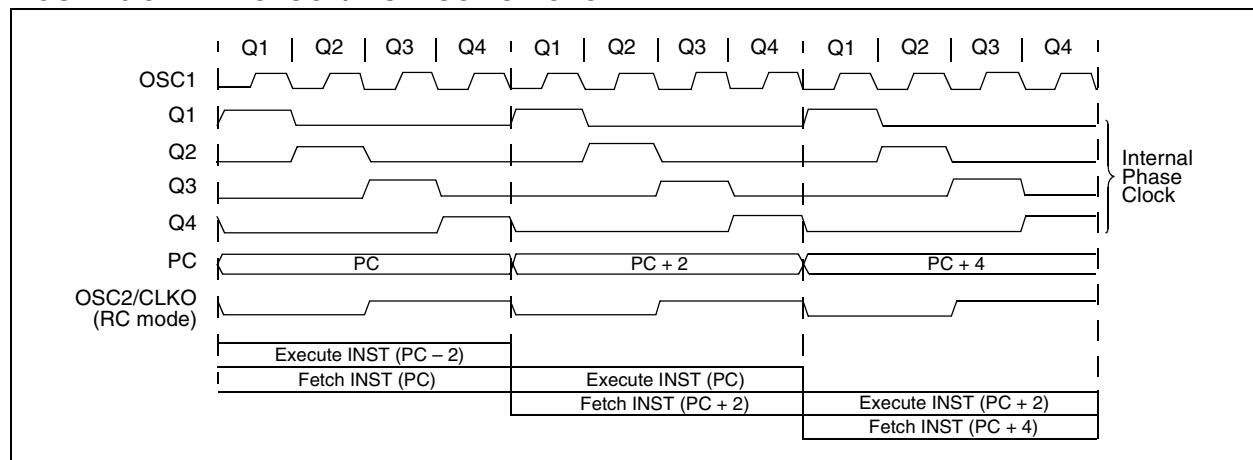 Q1 Q2 Q3 Q4 Q1 Q2 Q3 Q4 Q1 Q2 Q3 Q4
OSC1
Q1
Q2
Q3
Q4
Internal
Phase
Clock
PC
PC PC + 2 PC + 4
OSC2/CLKO
(RC mode)
Execute INST (PC – 2)
Fetch INST (PC) Execute INST (PC)
Fetch INST (PC + 2) Execute INST (PC + 2)
Fetch INST (PC + 4)